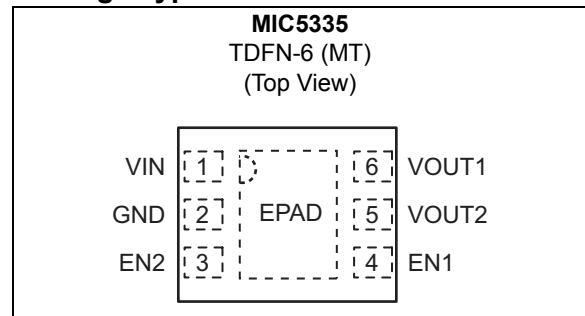 MIC5335
TDFN-6 (MT)
(Top View)
VIN 1 6 VOUT1
GND 2 EPAD 5 VOUT2
EN2 3 4 EN1